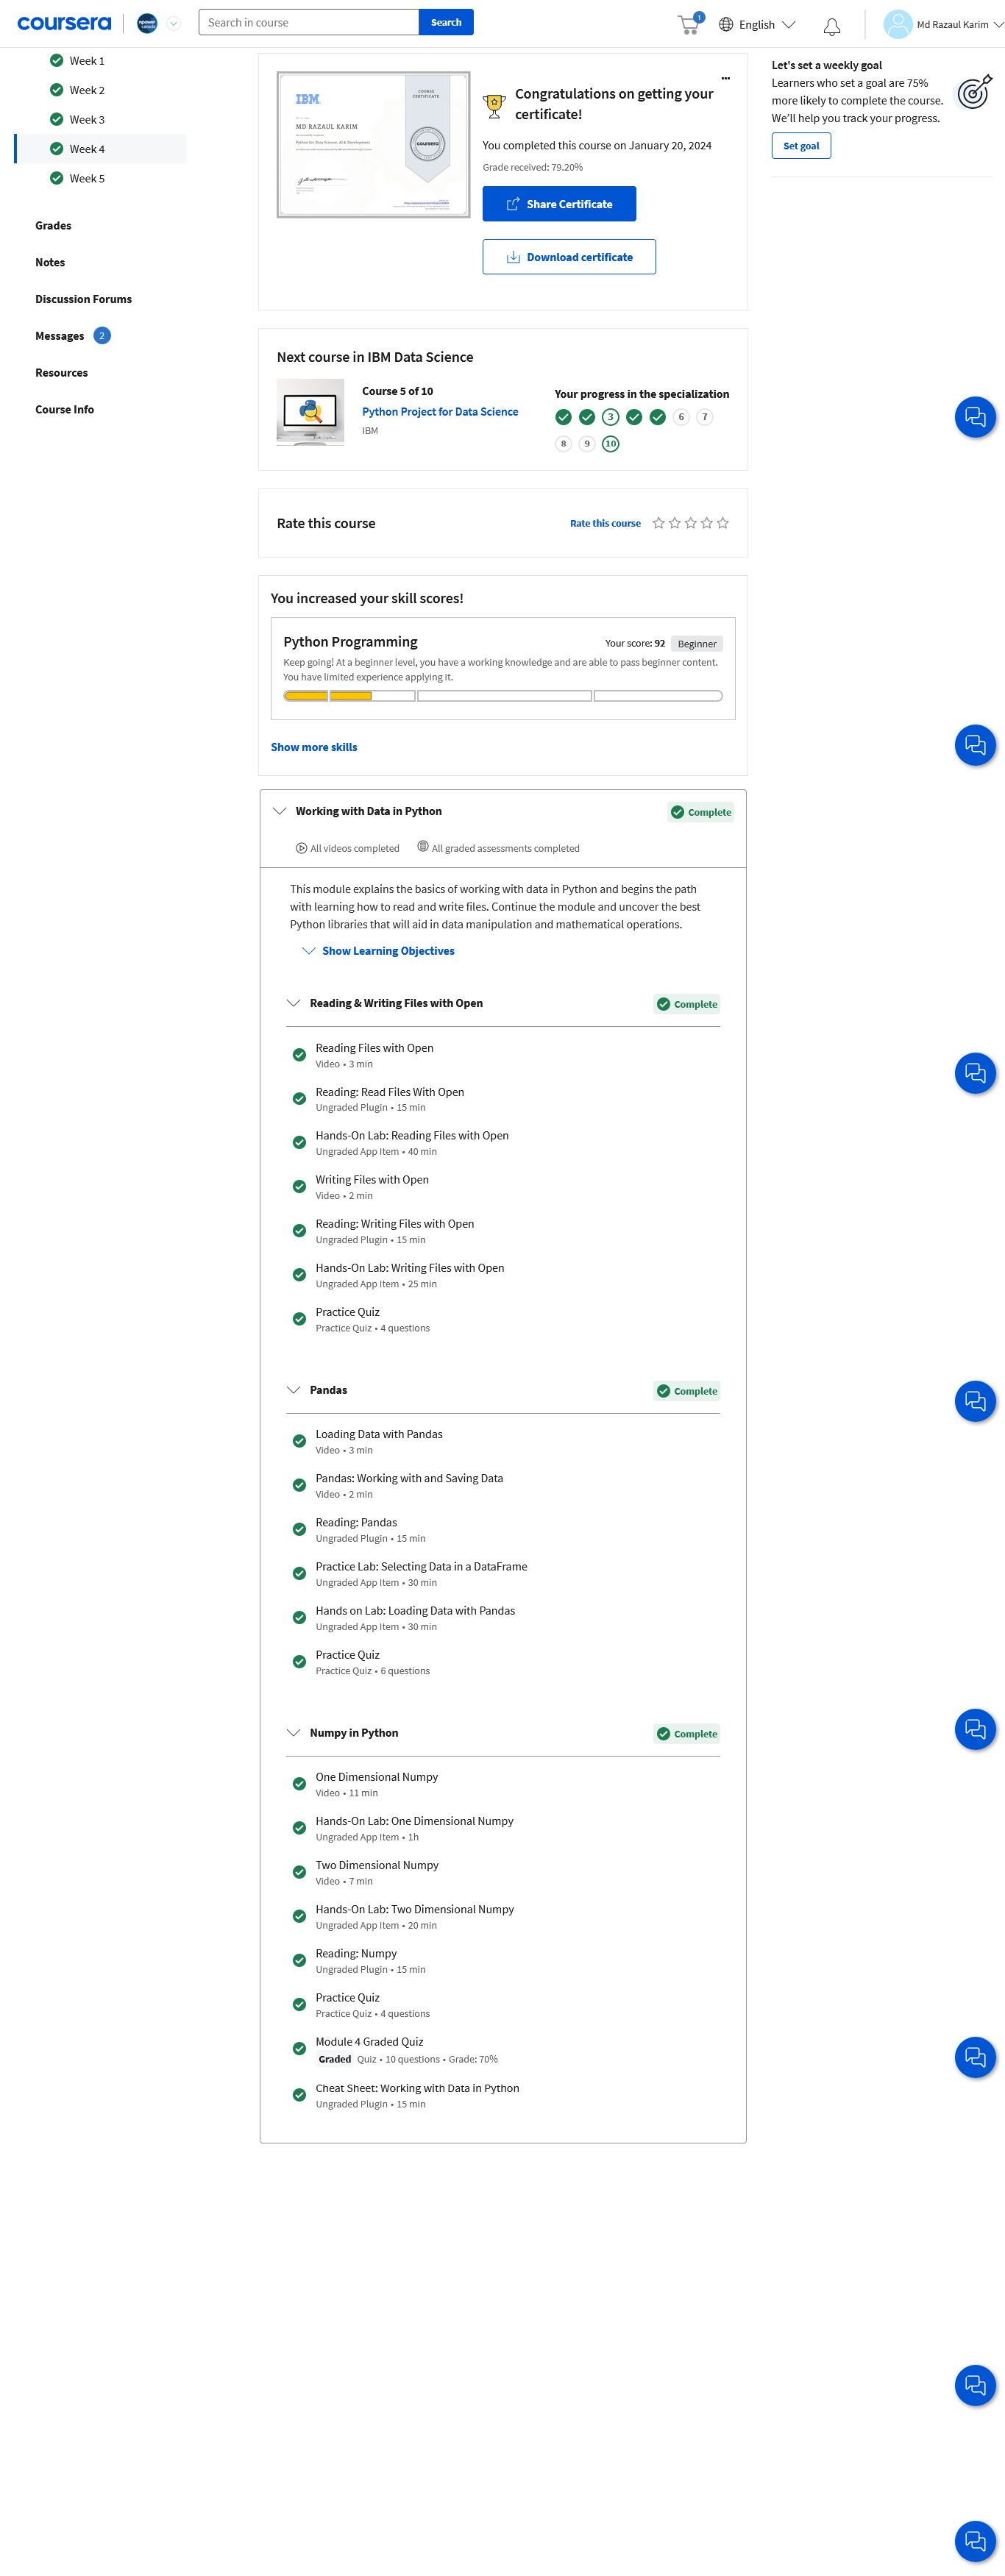 coursera
Search in course
Search
1
English
Md Razaul Karim
Week 1
Week 2
Week 3
Week 4
Week 5
Grades
Notes
Discussion Forums
Messages 2
Resources
Course Info
IBM
COURSE
CERTIFICATE
MD RAZAUL KARIM
Python for Data Science, AI & Development
coursera
Congratulations on getting your
certificate!
You completed this course on January 20, 2024
Grade received: 79.20%
Share Certificate
Download certificate
Let's set a weekly goal
Learners who set a goal are 75%
more likely to complete the course.
We'll help you track your progress.
Set goal
Next course in IBM Data Science
Course 5 of 10
Python Project for Data Science
IBM
Your progress in the specialization
3 6 7
8 9 10
Rate this course
Rate this course
You increased your skill scores!
Python Programming
Your score: 92 Beginner
Keep going! At a beginner level, you have a working knowledge and are able to pass beginner content.
You have limited experience applying it.
Show more skills
Working with Data in Python
Complete
All videos completed
All graded assessments completed
This module explains the basics of working with data in Python and begins the path
with learning how to read and write files. Continue the module and uncover the best
Python libraries that will aid in data manipulation and mathematical operations.
Show Learning Objectives
Reading & Writing Files with Open
Complete
Reading Files with Open
Video • 3 min
Reading: Read Files With Open
Ungraded Plugin • 15 min
Hands-On Lab: Reading Files with Open
Ungraded App Item • 40 min
Writing Files with Open
Video • 2 min
Reading: Writing Files with Open
Ungraded Plugin • 15 min
Hands-On Lab: Writing Files with Open
Ungraded App Item • 25 min
Practice Quiz
Practice Quiz • 4 questions
Pandas
Complete
Loading Data with Pandas
Video • 3 min
Pandas: Working with and Saving Data
Video • 2 min
Reading: Pandas
Ungraded Plugin • 15 min
Practice Lab: Selecting Data in a DataFrame
Ungraded App Item • 30 min
Hands on Lab: Loading Data with Pandas
Ungraded App Item • 30 min
Practice Quiz
Practice Quiz • 6 questions
Numpy in Python
Complete
One Dimensional Numpy
Video • 11 min
Hands-On Lab: One Dimensional Numpy
Ungraded App Item • 1h
Two Dimensional Numpy
Video • 7 min
Hands-On Lab: Two Dimensional Numpy
Ungraded App Item • 20 min
Reading: Numpy
Ungraded Plugin • 15 min
Practice Quiz
Practice Quiz • 4 questions
Module 4 Graded Quiz
Graded Quiz • 10 questions • Grade: 70%
Cheat Sheet: Working with Data in Python
Ungraded Plugin • 15 min